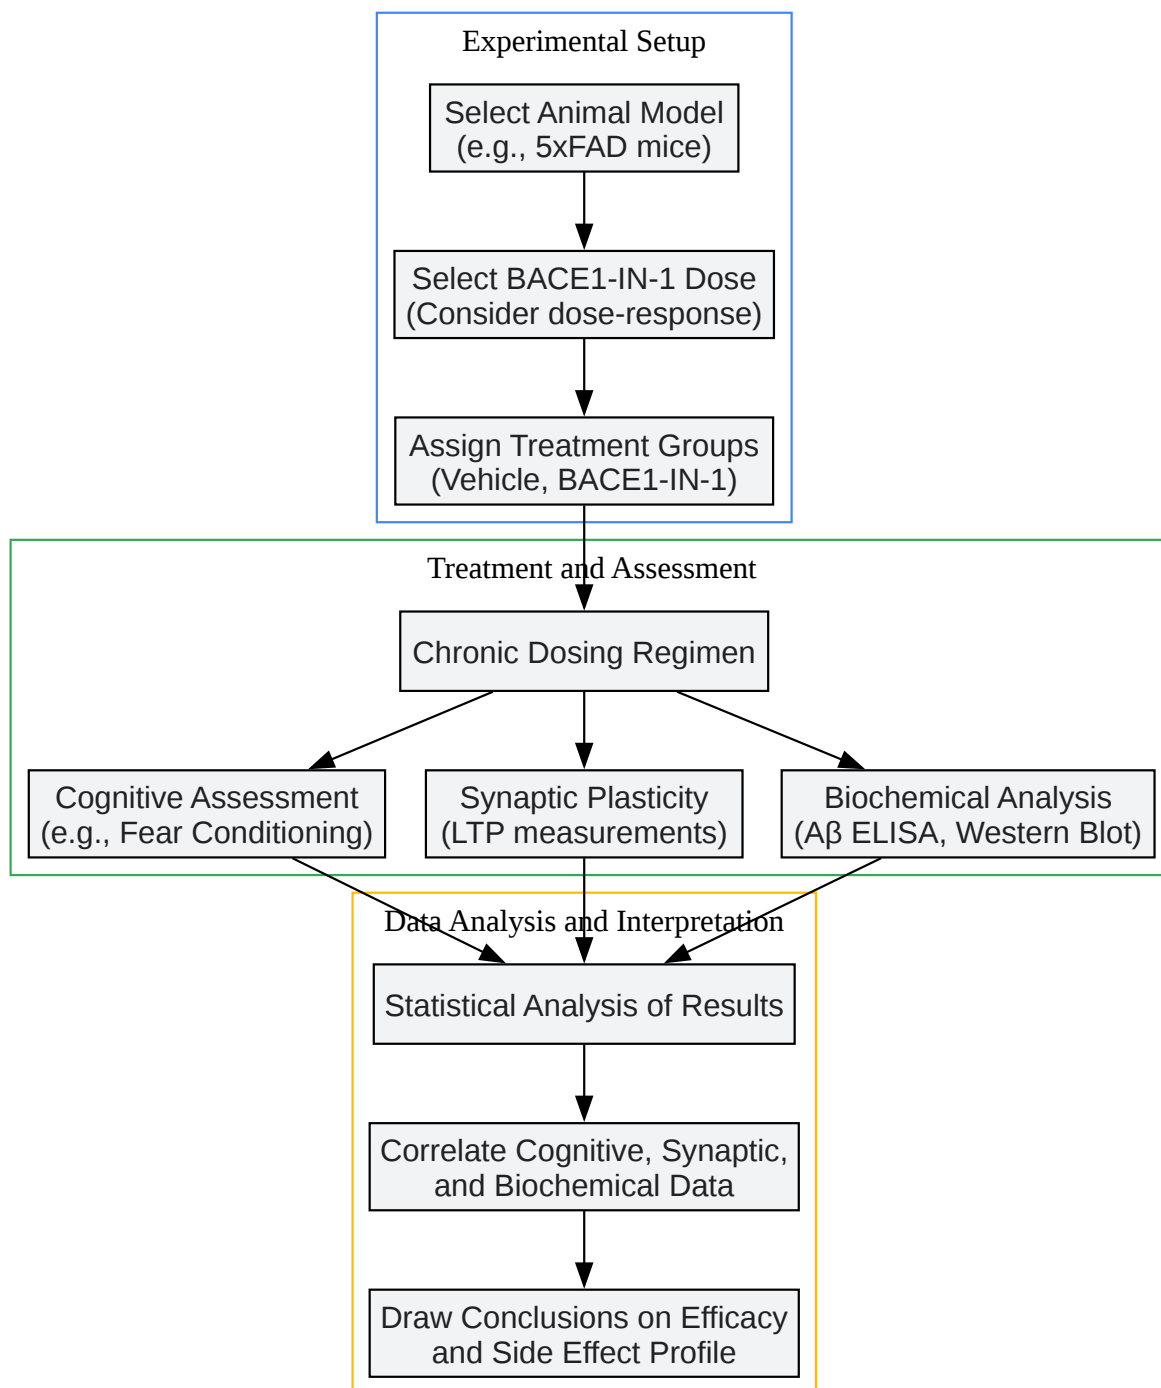 Experimental Setup
Select Animal Model
(e.g., 5xFAD mice)
Select BACE1-IN-1 Dose
(Consider dose-response)
Assign Treatment Groups
(Vehicle, BACE1-IN-1)
Treatment and Assessment
Chronic Dosing Regimen
Cognitive Assessment
(e.g., Fear Conditioning)
Synaptic Plasticity
(LTP measurements)
Biochemical Analysis
(Aβ ELISA, Western Blot)
Data Analysis and Interpretation
Statistical Analysis of Results
Correlate Cognitive, Synaptic,
and Biochemical Data
Draw Conclusions on Efficacy
and Side Effect Profile